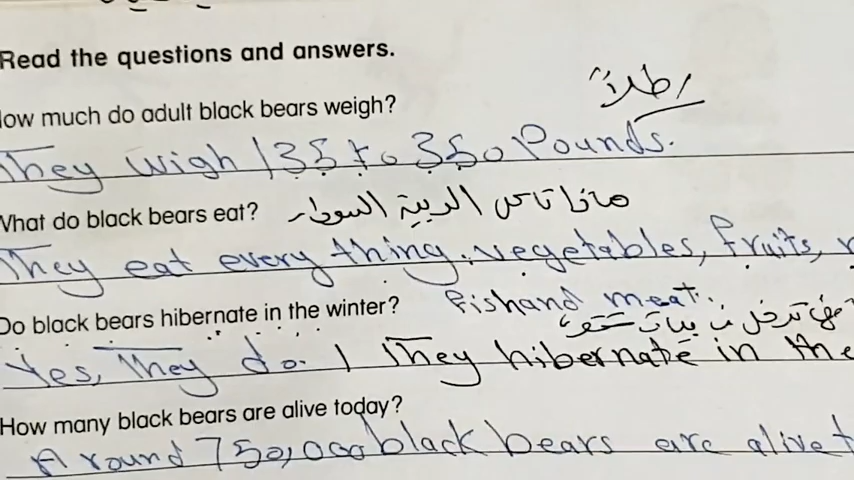 Read the questions and answers.
How much do adult black bears weigh?
They wigh 135 to 350 Pounds.
What do black bears eat? ماذا تأكل الدببة السوداء
They eat every thing. vegetables, fruits,
fish and meat.
Do black bears hibernate in the winter?
Yes, They do. They hibernate in the
How many black bears are alive today?
Around 750,000 black bears are alive